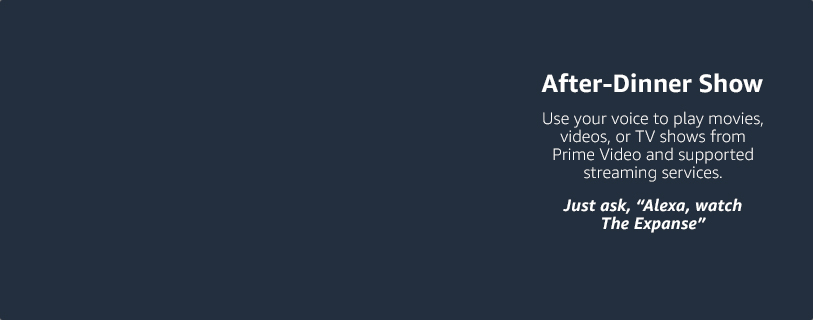 After-Dinner Show
Use your voice to play movies,
videos, or TV shows from
Prime Video and supported
streaming services.
Just ask, “Alexa, watch
The Expanse”